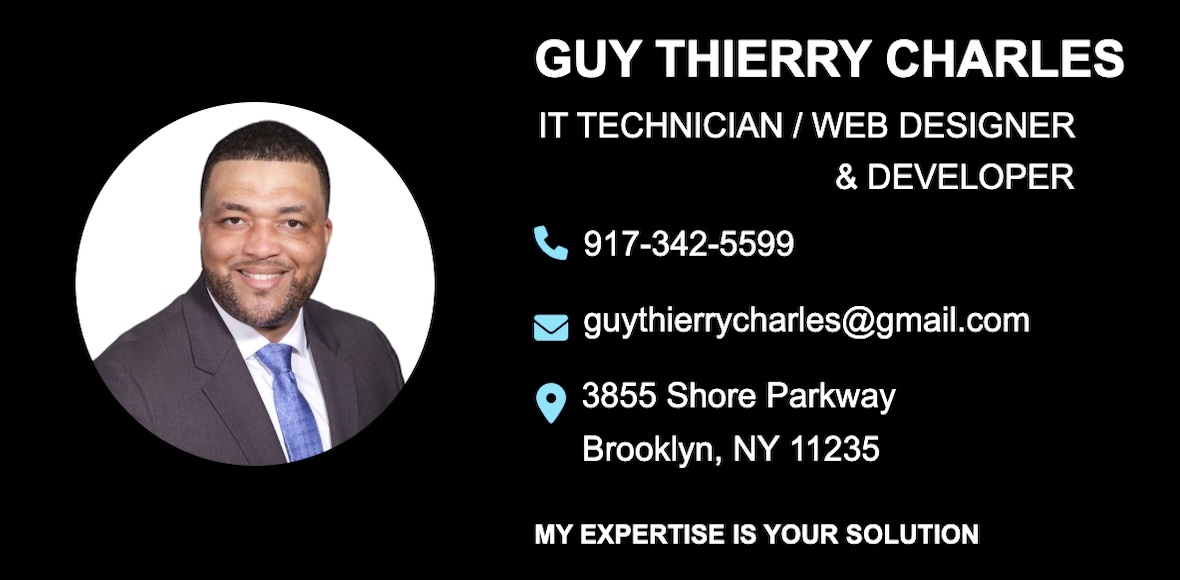 GUY THIERRY CHARLES
IT TECHNICIAN / WEB DESIGNER
& DEVELOPER
917-342-5599
guythierrycharles@gmail.com
3855 Shore Parkway
Brooklyn, NY 11235
MY EXPERTISE IS YOUR SOLUTION